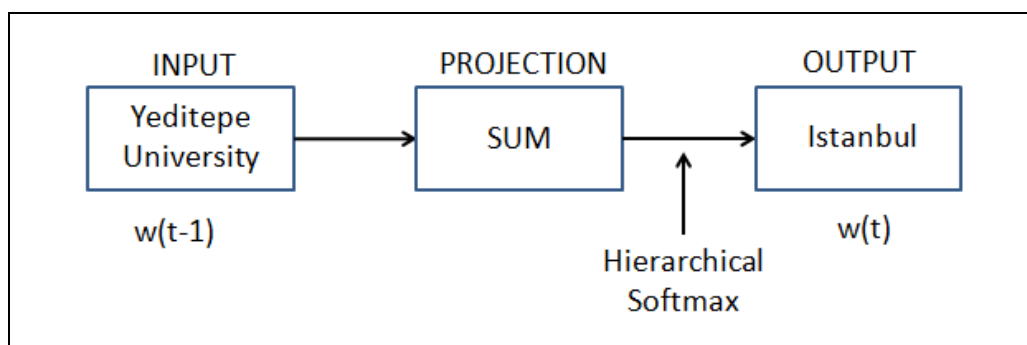 INPUT
PROJECTION
OUTPUT
Yeditepe
University
SUM
Istanbul
w(t-1)
w(t)
Hierarchical
Softmax